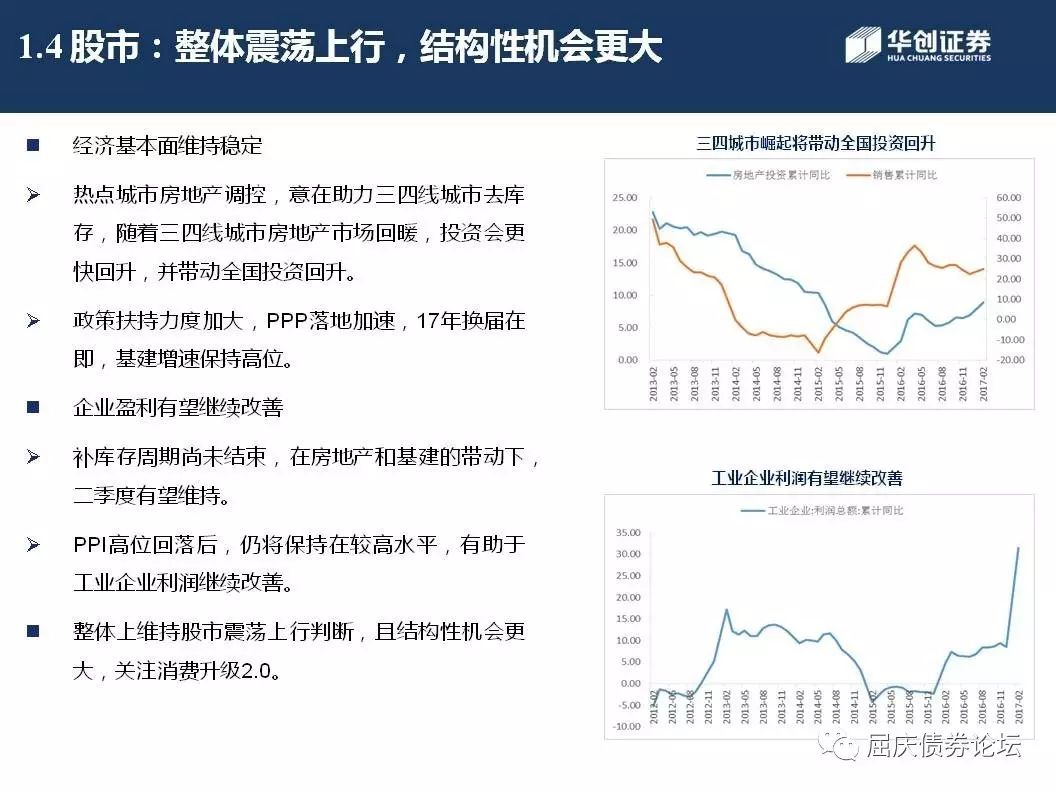 1.4 股市：整体震荡上行，结构性机会更大
华创证券
HUA CHUANG SECURITIES
■ 经济基本面维持稳定
➢ 热点城市房地产调控，意在助力三四线城市去库
存，随着三四线城市房地产市场回暖，投资会更
快回升，并带动全国投资回升。
➢ 政策扶持力度加大，PPP落地加速，17年换届在
即，基建增速保持高位。
■ 企业盈利有望继续改善
➢ 补库存周期尚未结束，在房地产和基建的带动下，
二季度有望维持。
➢ PPI高位回落后，仍将保持在较高水平，有助于
工业企业利润继续改善。
■ 整体上维持股市震荡上行判断，且结构性机会更
大，关注消费升级2.0。
三四城市崛起将带动全国投资回升
房地产投资累计同比 销售累计同比
25.00
20.00
15.00
10.00
5.00
0.00
60.00
50.00
40.00
30.00
20.00
10.00
0.00
-10.00
-20.00
2013-02 2013-05 2013-08 2013-11 2014-02 2014-05 2014-08 2014-11 2015-02 2015-05 2015-08 2015-11 2016-02 2016-05 2016-08 2016-11 2017-02
工业企业利润有望继续改善
工业企业:利润总额:累计同比
35.00
30.00
25.00
20.00
15.00
10.00
5.00
0.00
-5.00
-10.00
2012-02 2012-05 2012-08 2012-11 2013-02 2013-05 2013-08 2013-11 2014-02 2014-05 2014-08 2014-11 2015-02 2015-05 2015-08 2015-11 2016-02 2016-05 2016-08 2016-11 2017-02
屈庆债券论坛